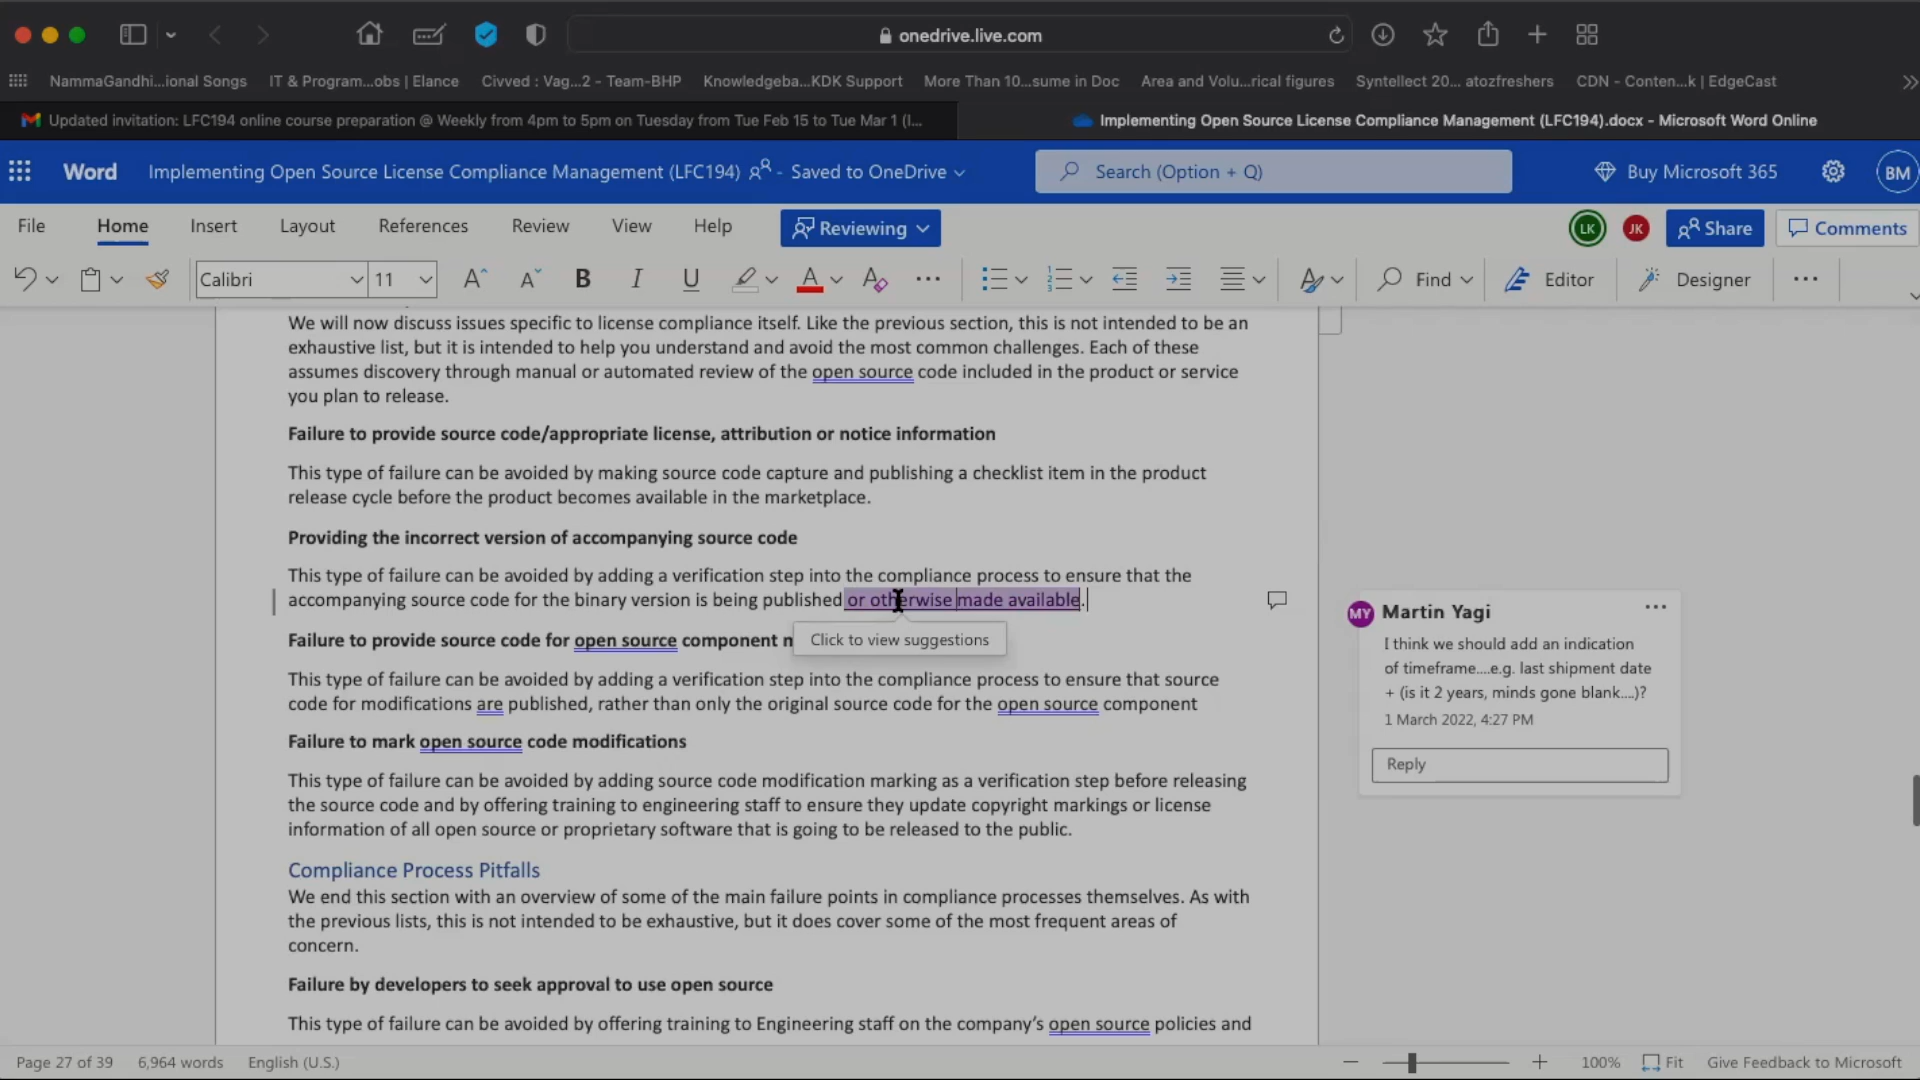 onedrive.live.com
NammaGandhi...ional Songs IT & Program...obs | Elance Civved : Vag...2 - Team-BHP Knowledgeba...KDK Support More Than 10...sume in Doc Area and Volu...rical figures Syntellect 20... atozfreshers CDN - Conten...k | EdgeCast
Updated invitation: LFC194 online course preparation @ Weekly from 4pm to 5pm on Tuesday from Tue Feb 15 to Tue Mar 1 (I... Implementing Open Source License Compliance Management (LFC194).docx - Microsoft Word Online
Word Implementing Open Source License Compliance Management (LFC194) - Saved to OneDrive Search (Option + Q) Buy Microsoft 365 BM
File Home Insert Layout References Review View Help Reviewing LK JK Share Comments
Calibri 11 A A B I U A A Find Editor Designer
We will now discuss issues specific to license compliance itself. Like the previous section, this is not intended to be an
exhaustive list, but it is intended to help you understand and avoid the most common challenges. Each of these
assumes discovery through manual or automated review of the open source code included in the product or service
you plan to release.
Failure to provide source code/appropriate license, attribution or notice information
This type of failure can be avoided by making source code capture and publishing a checklist item in the product
release cycle before the product becomes available in the marketplace.
Providing the incorrect version of accompanying source code
This type of failure can be avoided by adding a verification step into the compliance process to ensure that the
accompanying source code for the binary version is being published or otherwise made available.
Failure to provide source code for open source component
Click to view suggestions
This type of failure can be avoided by adding a verification step into the compliance process to ensure that source
code for modifications are published, rather than only the original source code for the open source component
Failure to mark open source code modifications
This type of failure can be avoided by adding source code modification marking as a verification step before releasing
the source code and by offering training to engineering staff to ensure they update copyright markings or license
information of all open source or proprietary software that is going to be released to the public.
Compliance Process Pitfalls
We end this section with an overview of some of the main failure points in compliance processes themselves. As with
the previous lists, this is not intended to be exhaustive, but it does cover some of the most frequent areas of
concern.
Failure by developers to seek approval to use open source
This type of failure can be avoided by offering training to Engineering staff on the company's open source policies and
MY Martin Yagi
I think we should add an indication
of timeframe....e.g. last shipment date
+ (is it 2 years, minds gone blank....)?
1 March 2022, 4:27 PM
Reply
Page 27 of 39 6,964 words English (U.S.) 100% Fit Give Feedback to Microsoft